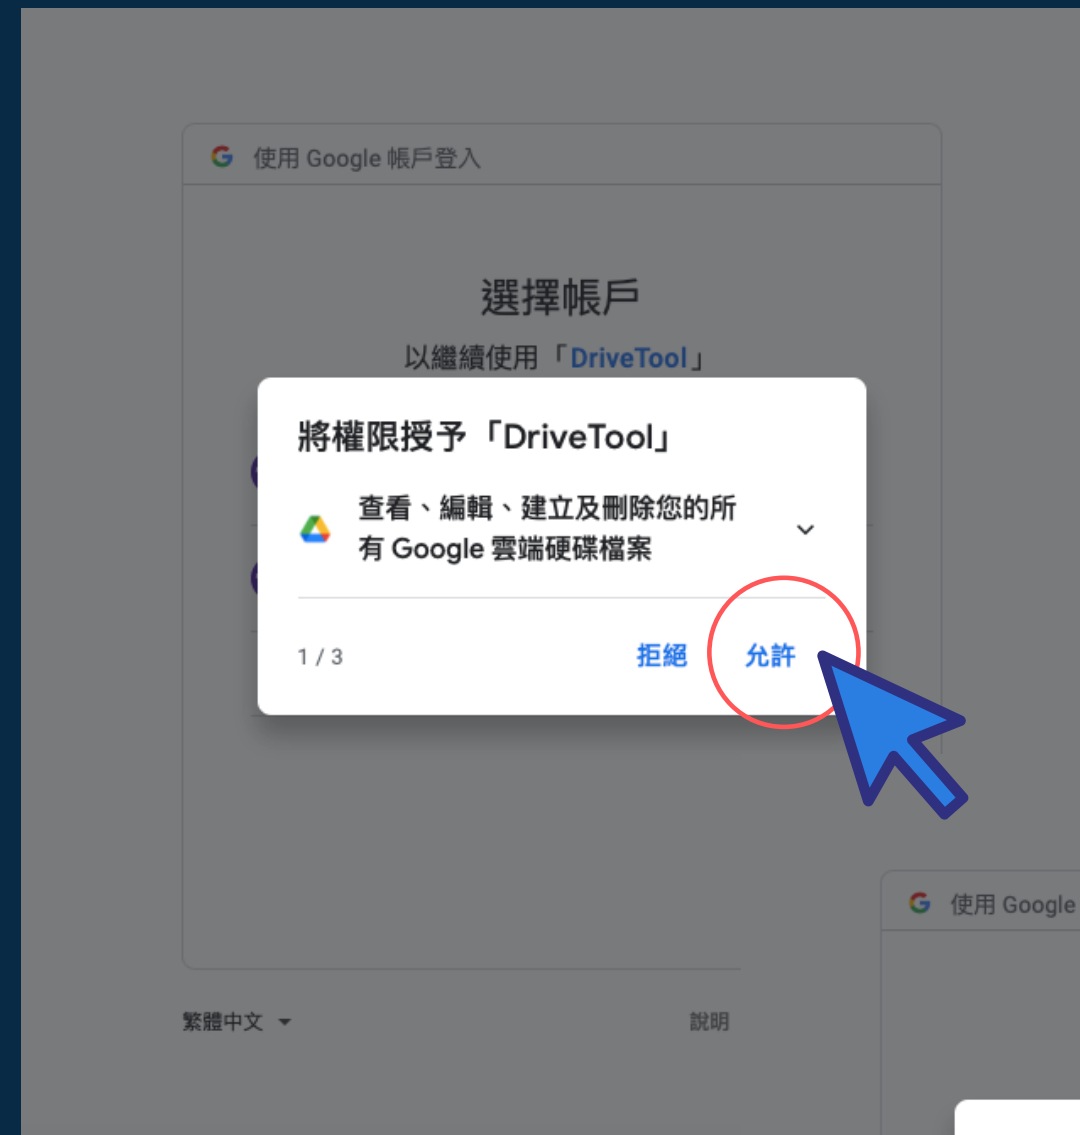 使用 Google 帳戶登入
選擇帳戶
以繼續使用「DriveTool」
將權限授予「DriveTool」
查看、編輯、建立及刪除您的所
有 Google 雲端硬碟檔案
1 / 3
拒絕
允許
使用 Google
繁體中文
說明